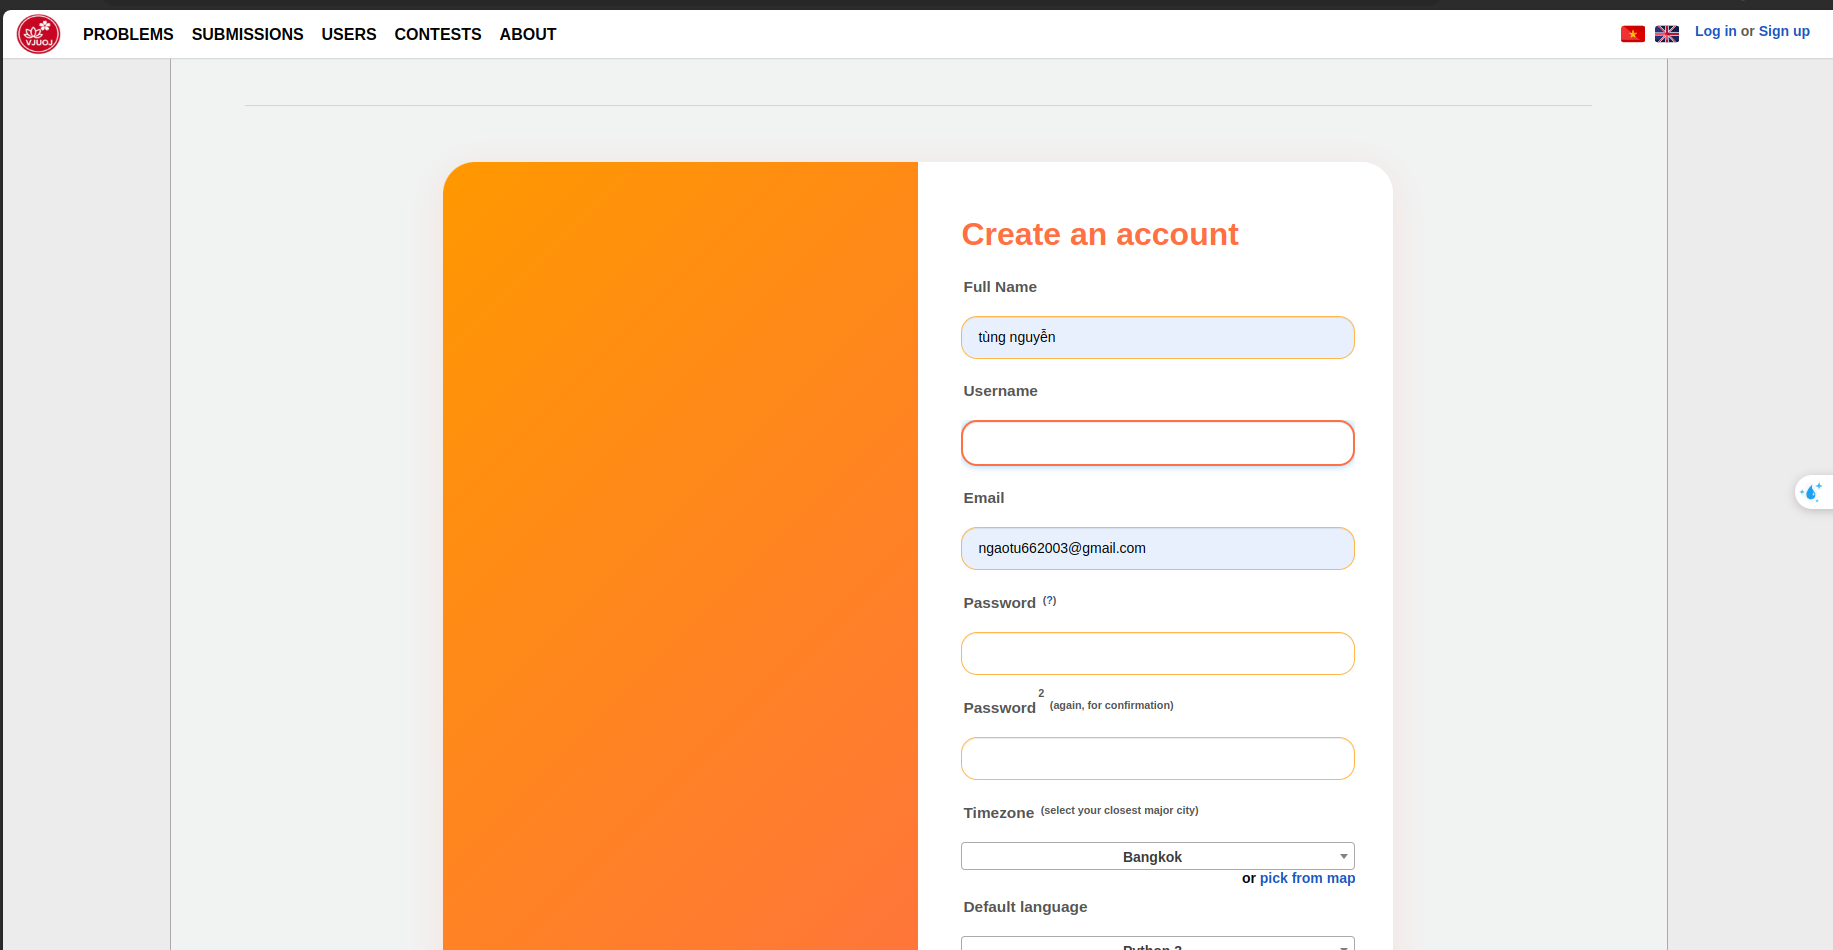 VJUOJ
PROBLEMS SUBMISSIONS USERS CONTESTS ABOUT
Log in or Sign up
Create an account
Full Name
tùng nguyễn
Username
Email
ngaotu662003@gmail.com
Password (?)
Password 2 (again, for confirmation)
Timezone (select your closest major city)
Bangkok
or pick from map
Default language
Python 3